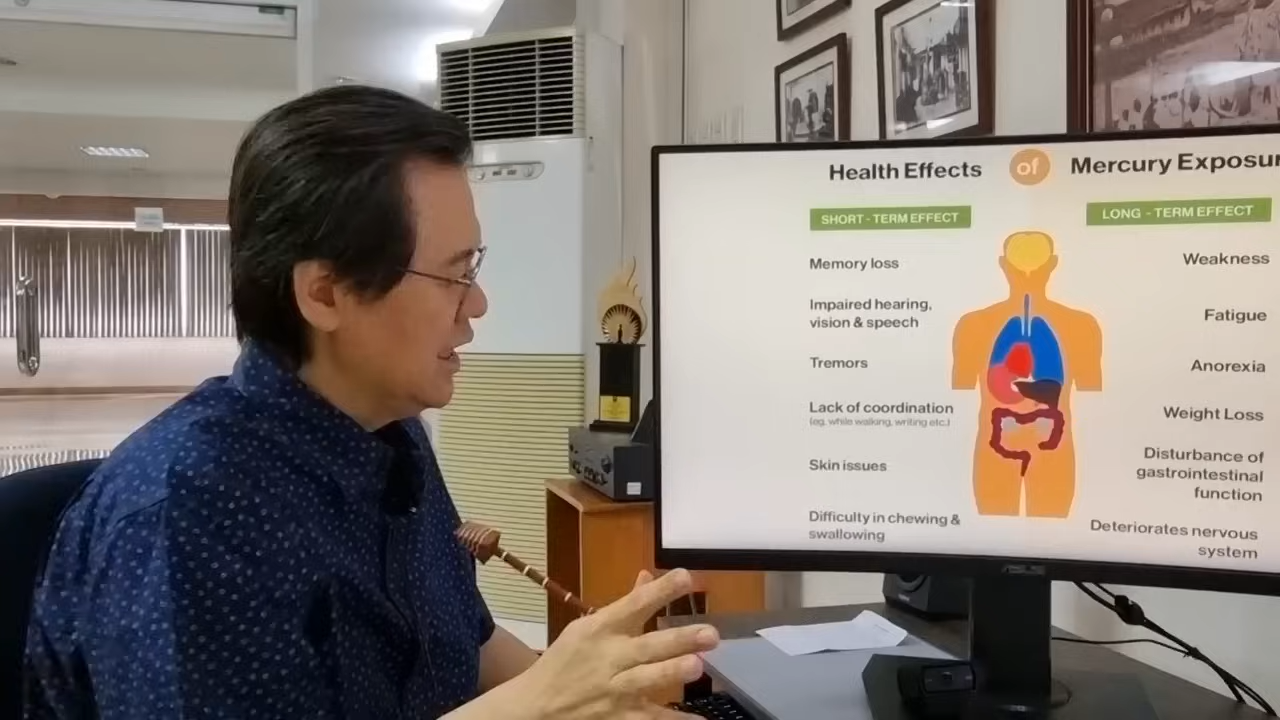 Health Effects of Mercury Exposur
SHORT - TERM EFFECT
Memory loss
Impaired hearing,
vision & speech
Tremors
Lack of coordination
(eg. while walking, writing etc.)
Skin issues
Difficulty in chewing &
swallowing
LONG - TERM EFFECT
Weakness
Fatigue
Anorexia
Weight Loss
Disturbance of
gastrointestinal
function
Deteriorates nervous
system
ASUS